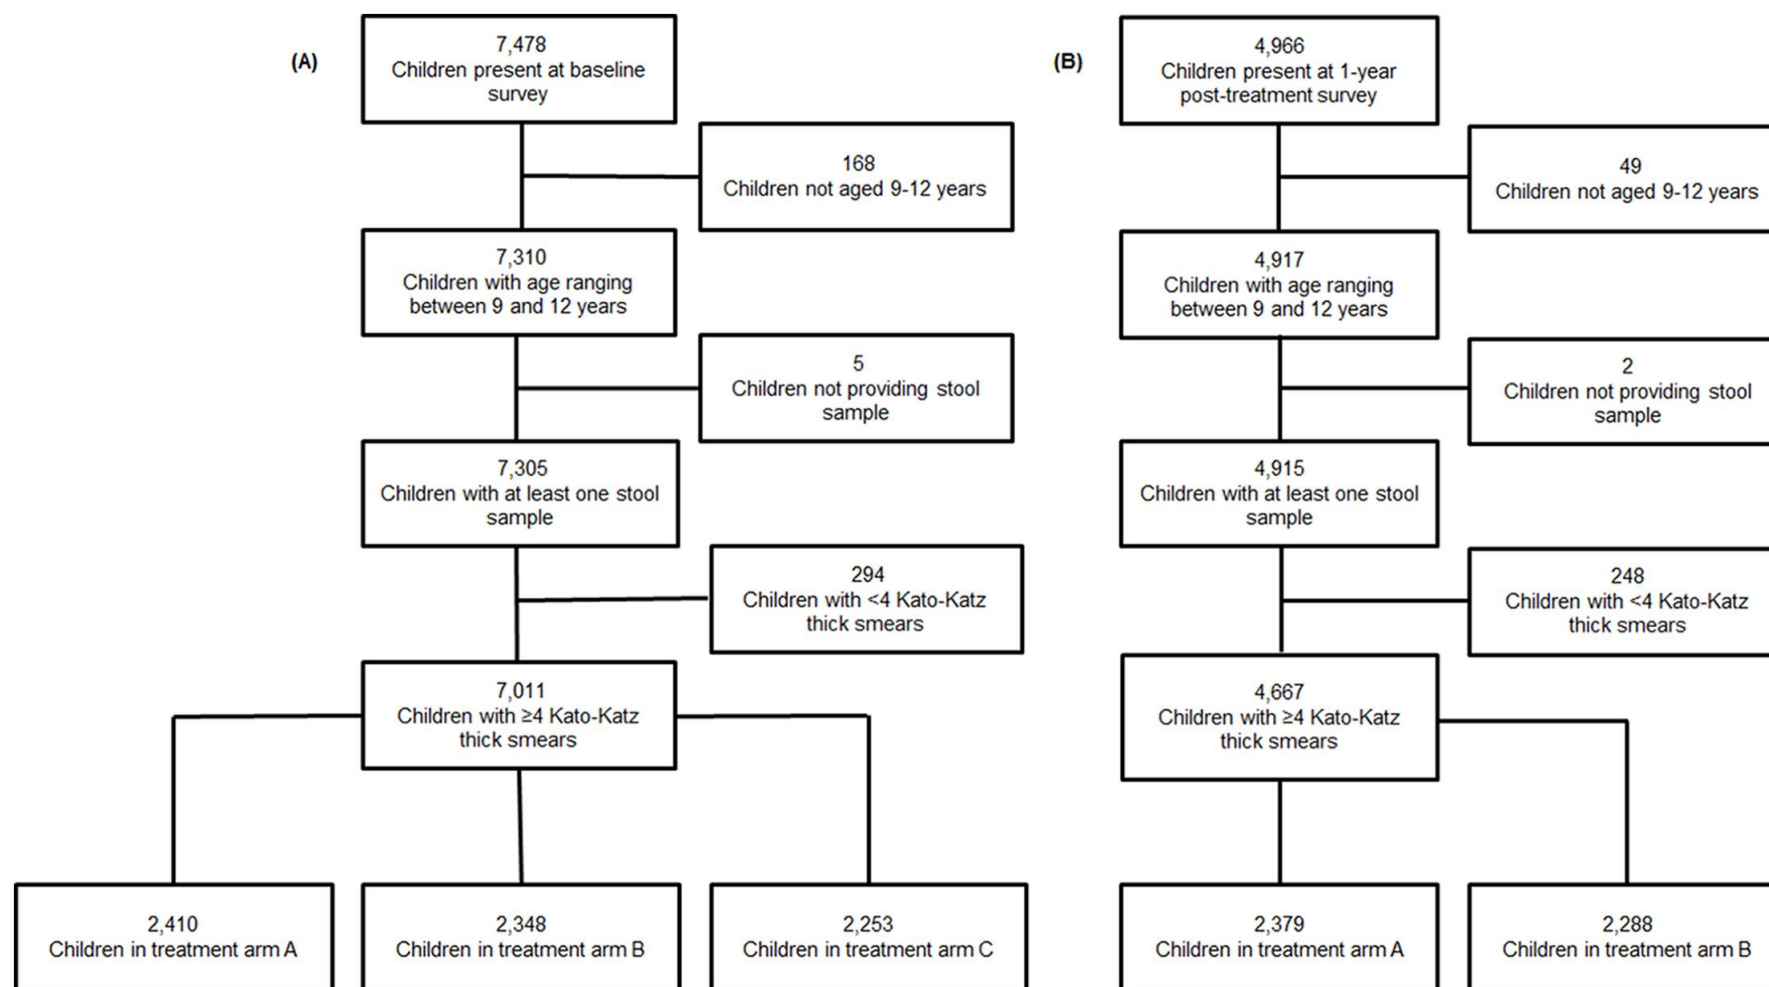 (A)
7,478
Children present at baseline
survey
168
Children not aged 9-12 years
7,310
Children with age ranging
between 9 and 12 years
5
Children not providing stool
sample
7,305
Children with at least one stool
sample
294
Children with <4 Kato-Katz
thick smears
7,011
Children with ≥4 Kato-Katz
thick smears
2,410
Children in treatment arm A
2,348
Children in treatment arm B
2,253
Children in treatment arm C
(B)
4,966
Children present at 1-year
post-treatment survey
49
Children not aged 9-12 years
4,917
Children with age ranging
between 9 and 12 years
2
Children not providing stool
sample
4,915
Children with at least one stool
sample
248
Children with <4 Kato-Katz
thick smears
4,667
Children with ≥4 Kato-Katz
thick smears
2,379
Children in treatment arm A
2,288
Children in treatment arm B